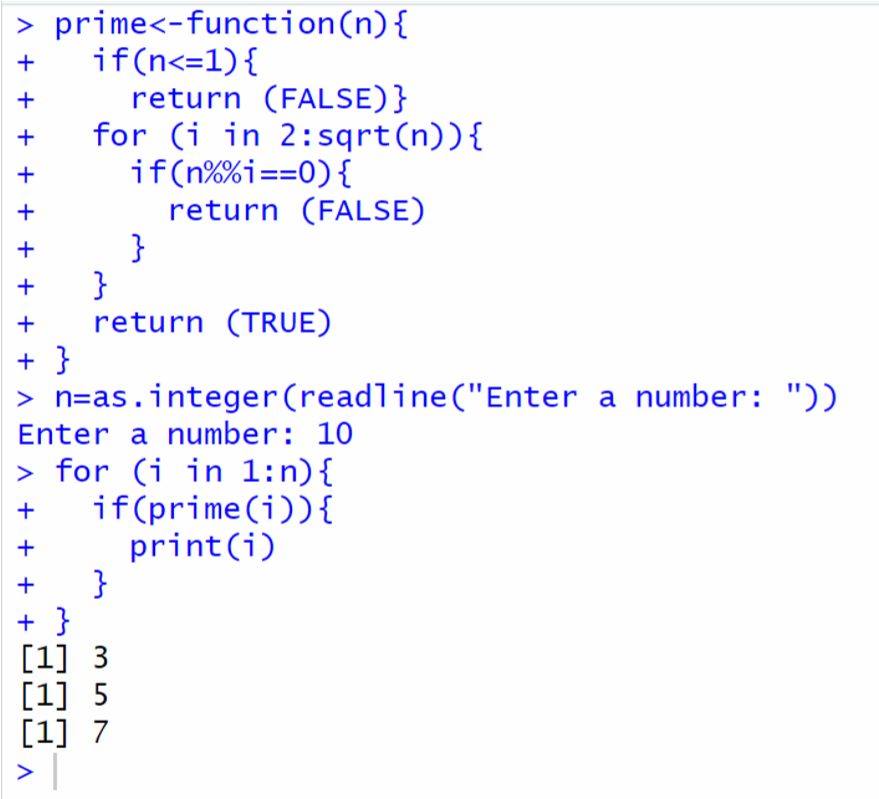 > prime<-function(n){
+   if(n<=1){
+     return (FALSE)}
+   for (i in 2:sqrt(n)){
+     if(n%%i==0){
+       return (FALSE)
+     }
+   }
+   return (TRUE)
+ }
> n=as.integer(readline("Enter a number: "))
Enter a number: 10
> for (i in 1:n){
+   if(prime(i)){
+     print(i)
+   }
+ }
[1] 3
[1] 5
[1] 7
>